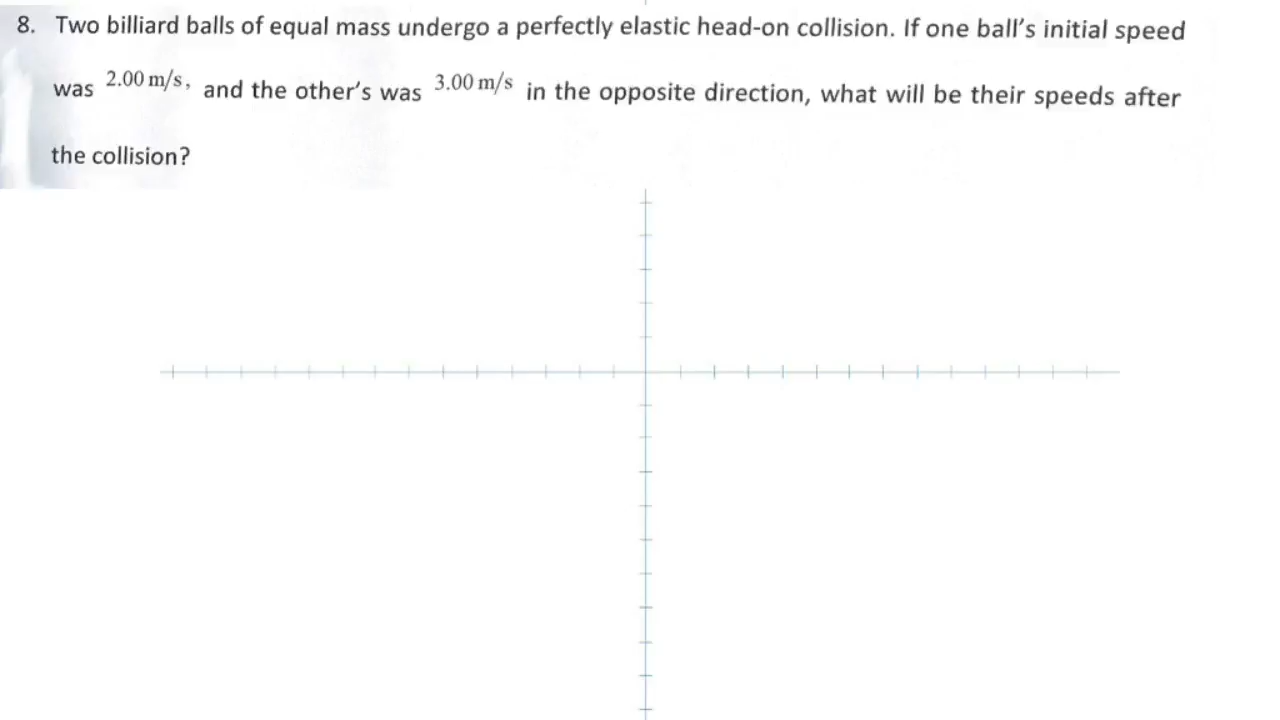 8. Two billiard balls of equal mass undergo a perfectly elastic head-on collision. If one ball's initial speed
was 2.00 m/s, and the other's was 3.00 m/s in the opposite direction, what will be their speeds after
the collision?